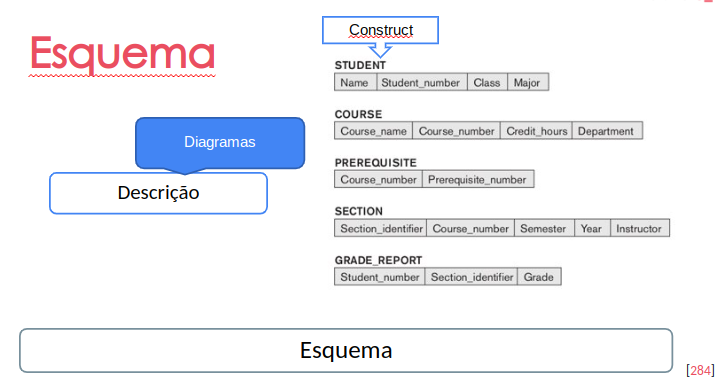 Esquema
Construct
STUDENT
Name Student_number Class Major
COURSE
Course_name Course_number Credit_hours Department
Diagramas
PREREQUISITE
Course_number Prerequisite_number
Descrição
SECTION
Section_identifier Course_number Semester Year Instructor
GRADE_REPORT
Student_number Section_identifier Grade
Esquema
[284]